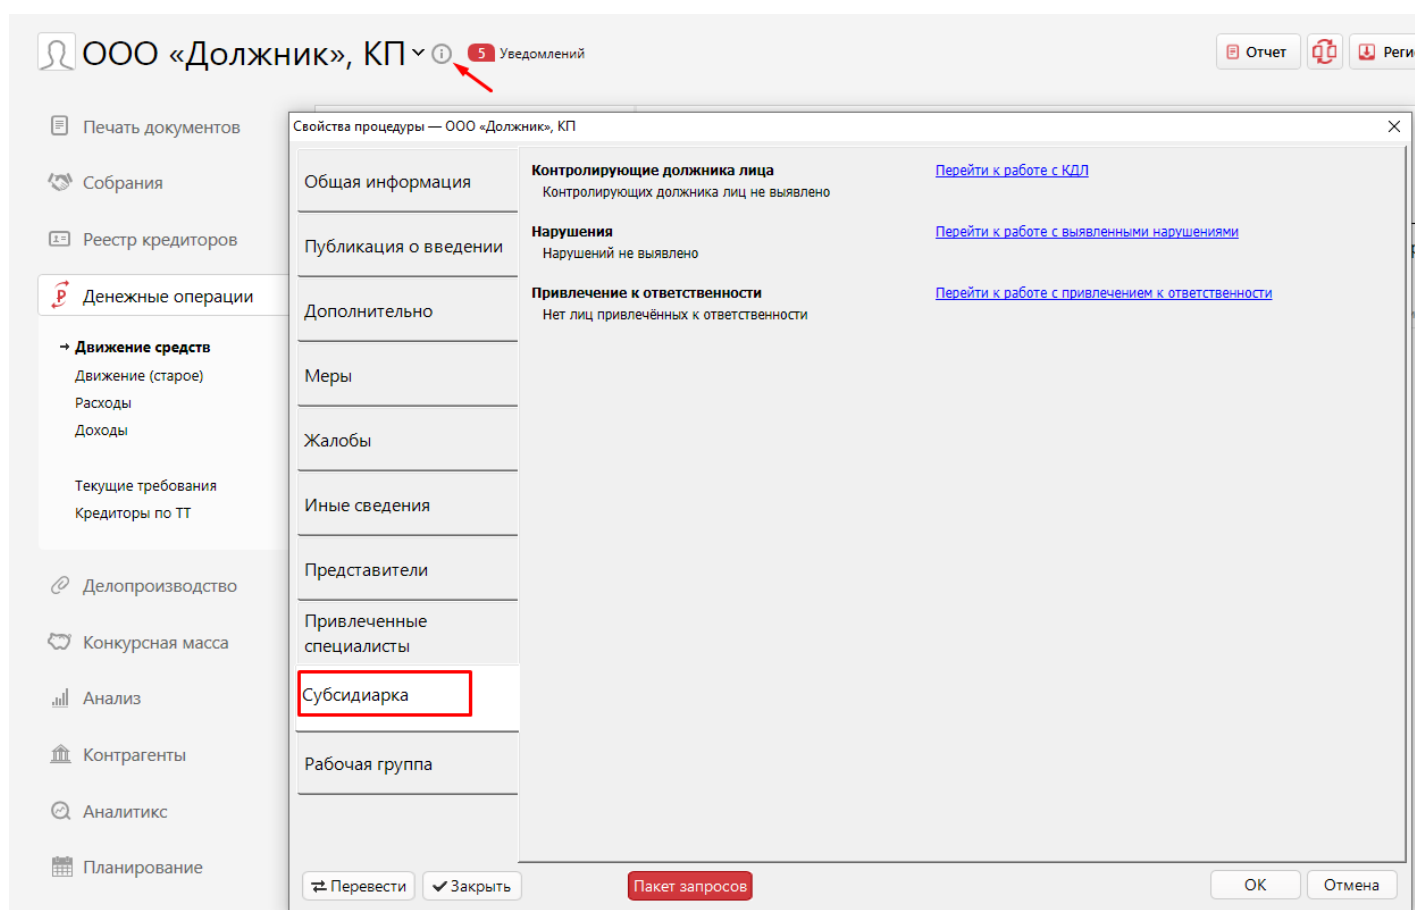 ООО «Должник», КП
5 Уведомлений
Отчет
Реги
Печать документов
Собрания
Реестр кредиторов
Денежные операции
→ Движение средств
Движение (старое)
Расходы
Доходы
Текущие требования
Кредиторы по ТТ
Делопроизводство
Конкурсная масса
Анализ
Контрагенты
Аналитикс
Планирование
Свойства процедуры — ООО «Должник», КП
Общая информация
Публикация о введении
Дополнительно
Меры
Жалобы
Иные сведения
Представители
Привлеченные
специалисты
Субсидиарка
Рабочая группа
Контролирующие должника лица
Перейти к работе с КДЛ
Контролирующих должника лиц не выявлено
Нарушения
Перейти к работе с выявленными нарушениями
Нарушений не выявлено
Привлечение к ответственности
Перейти к работе с привлечением к ответственности
Нет лиц привлечённых к ответственности
Перевести
Закрыть
Пакет запросов
ОК
Отмена